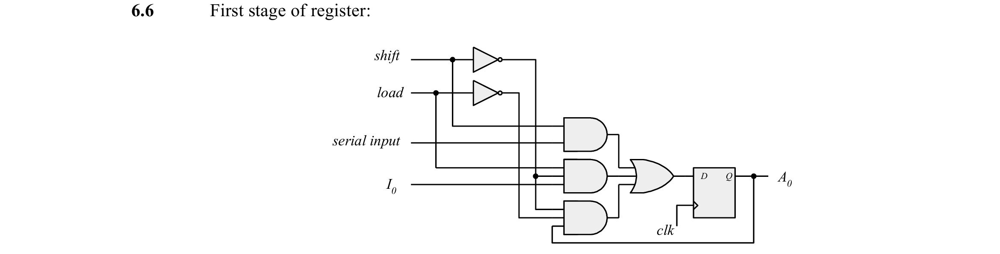 6.6 First stage of register:
shift
load
serial input
I0
D Q
A0
clk